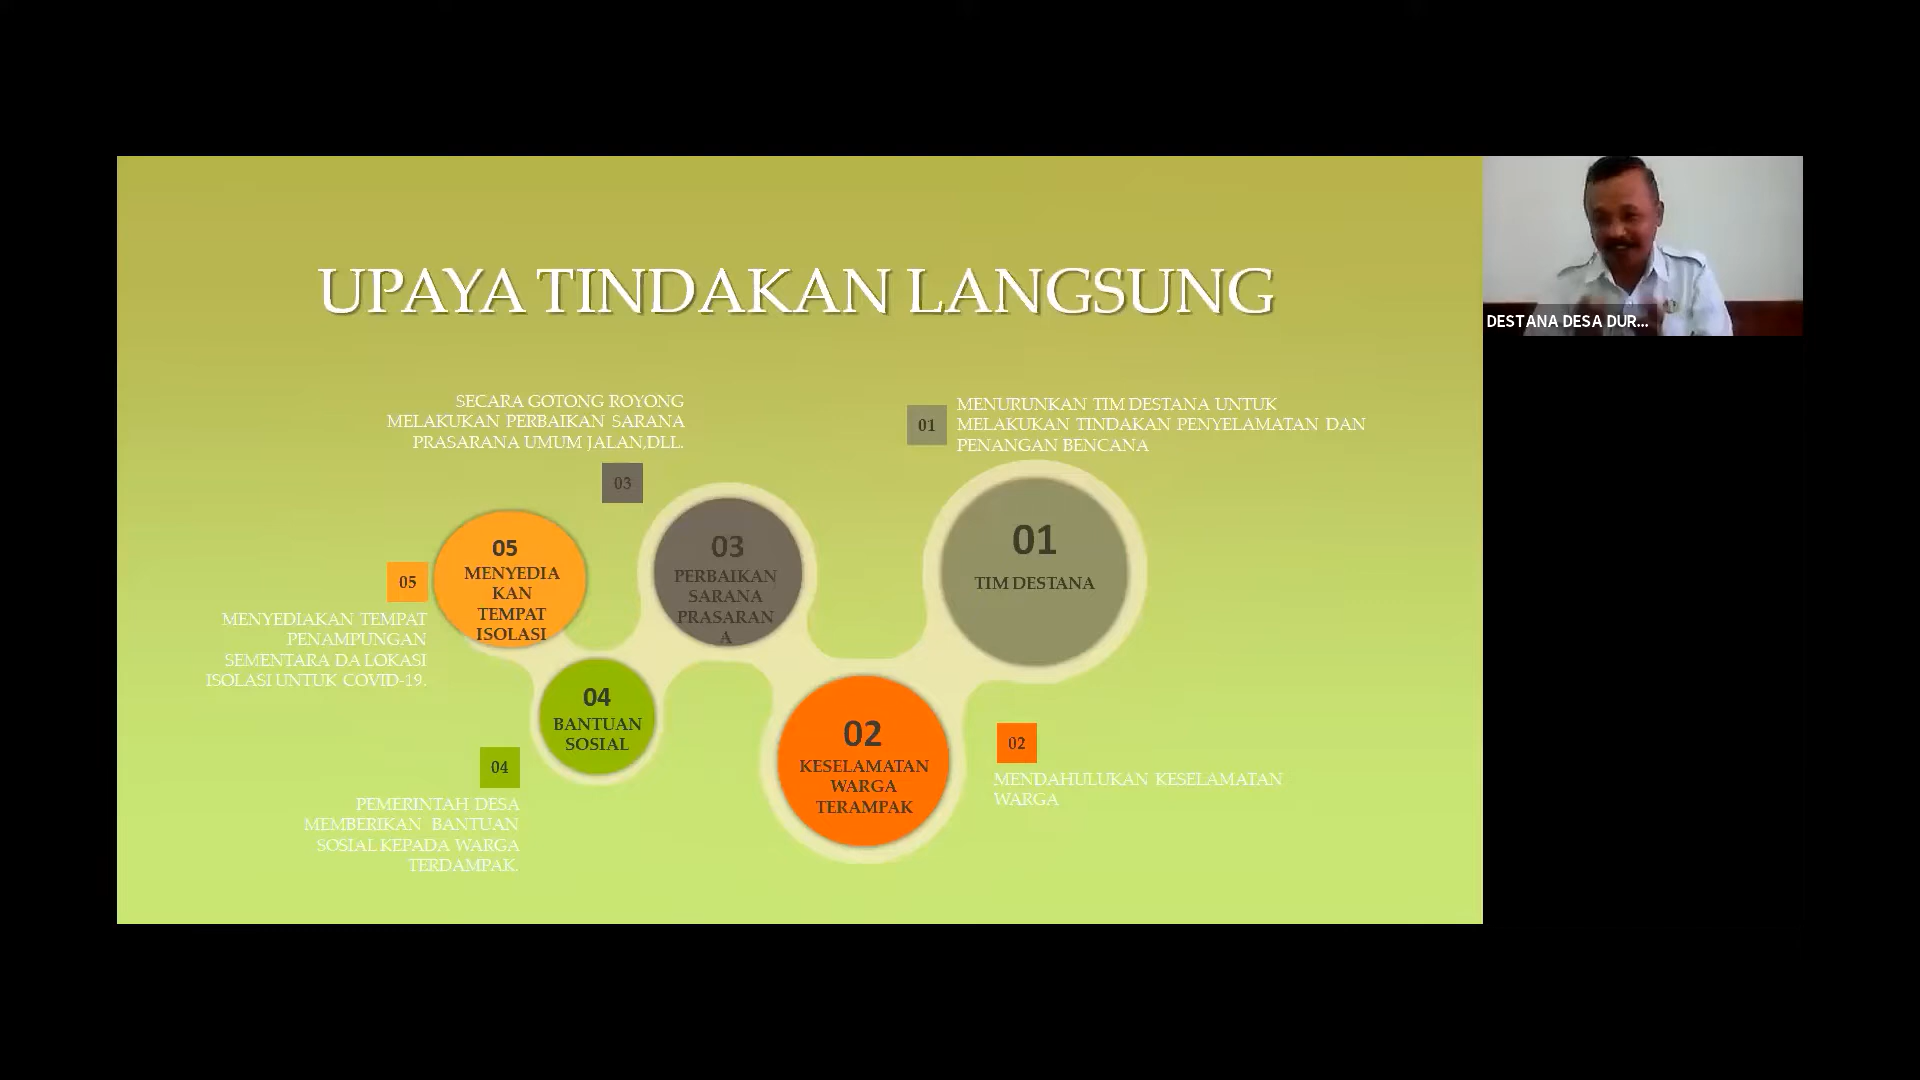 UPAYA TINDAKAN LANGSUNG
DESTANA DESA DUR...
01
MENURUNKAN TIM DESTANA UNTUK
MELAKUKAN TINDAKAN PENYELAMATAN DAN
PENANGAN BENCANA
01
TIM DESTANA
02
KESELAMATAN
WARGA
TERAMPAK
02
MENDAHULUKAN KESELAMATAN
WARGA
SECARA GOTONG ROYONG
MELAKUKAN PERBAIKAN SARANA
PRASARANA UMUM JALAN,DLL.
03
03
PERBAIKAN
SARANA
PRASARAN
A
04
BANTUAN
SOSIAL
04
PEMERINTAH DESA
MEMBERIKAN BANTUAN
SOSIAL KEPADA WARGA
TERDAMPAK.
05
MENYEDIA
KAN
TEMPAT
ISOLASI
05
MENYEDIAKAN TEMPAT
PENAMPUNGAN
SEMENTARA DA LOKASI
ISOLASI UNTUK COVID-19.